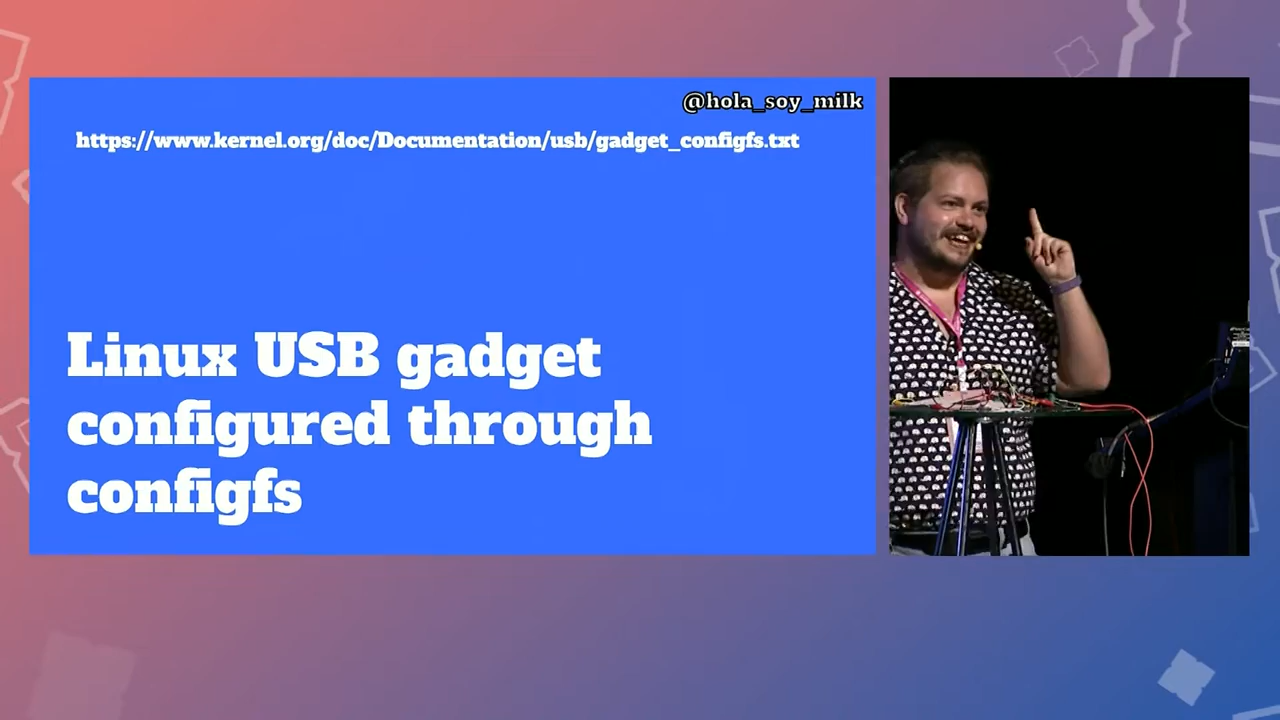 @hola_soy_milk
https://www.kernel.org/doc/Documentation/usb/gadget_configfs.txt
Linux USB gadget
configured through
configfs